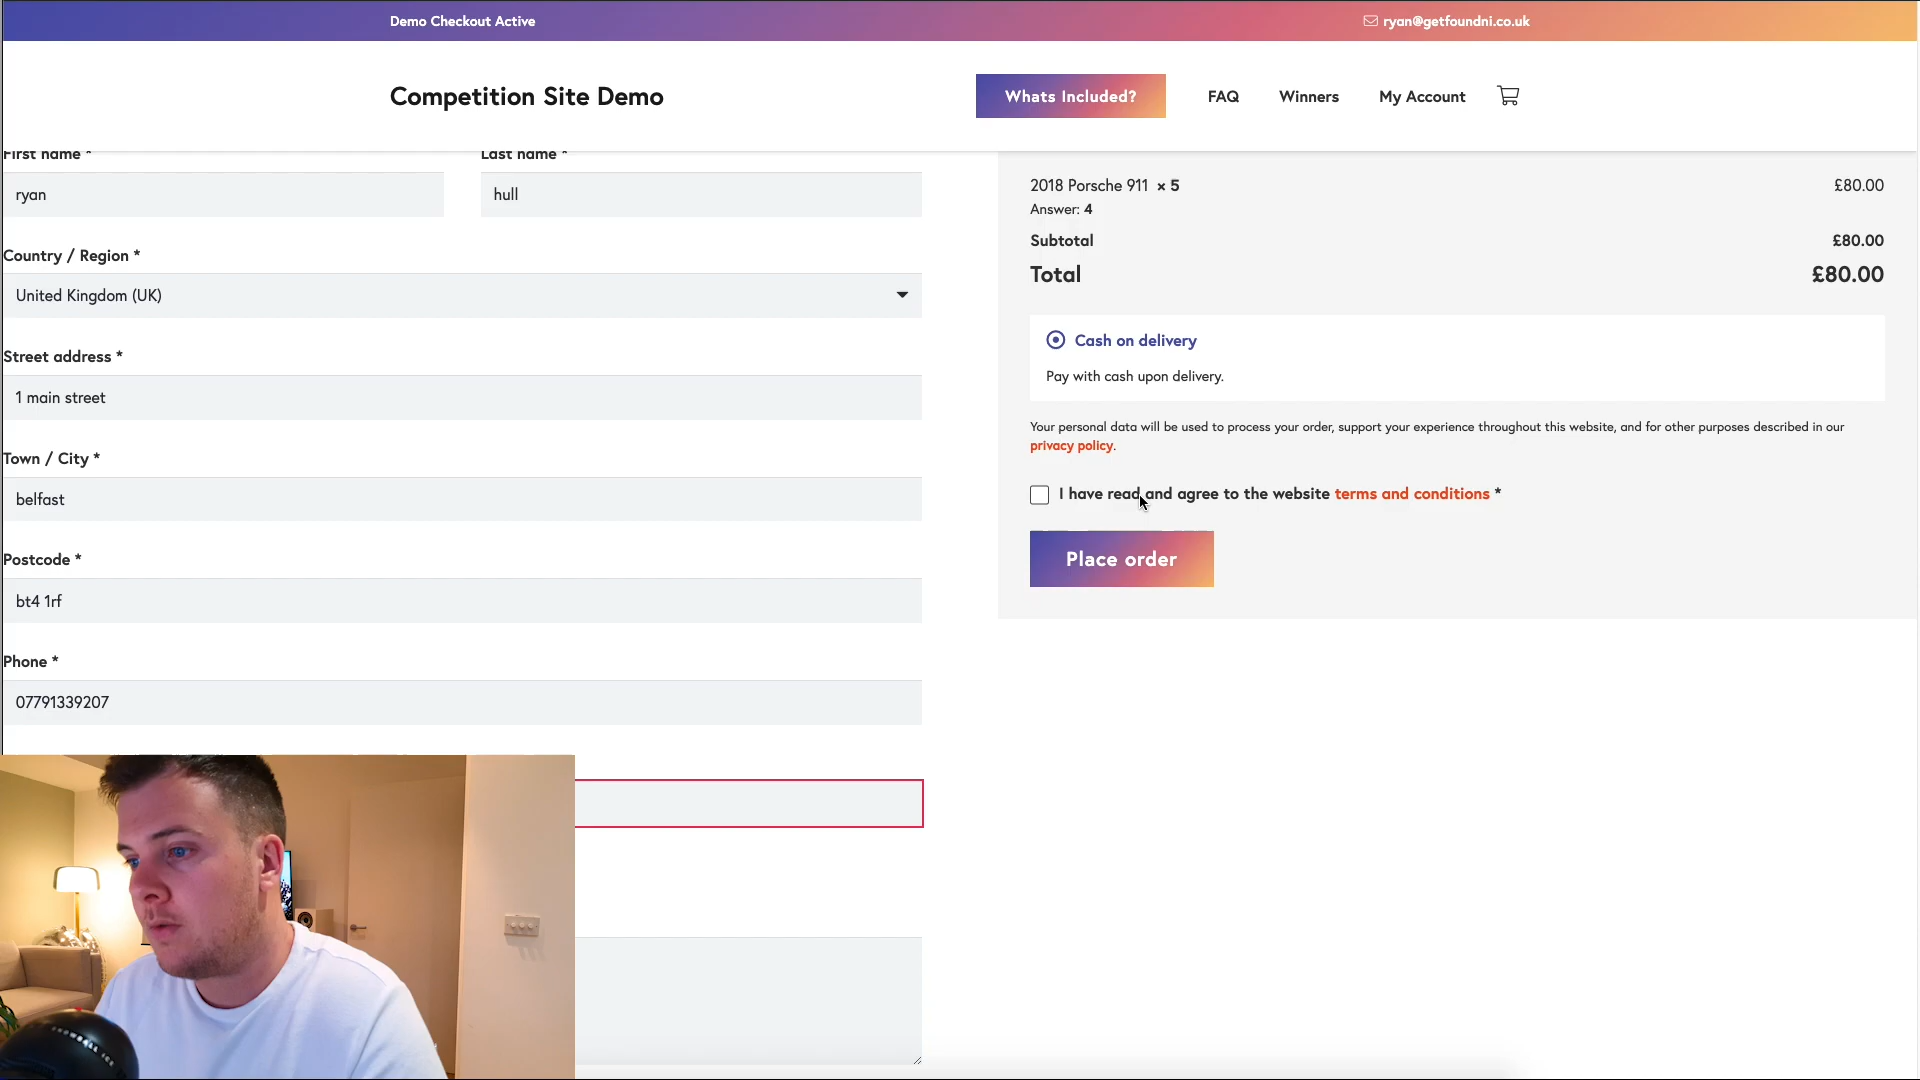 Demo Checkout Active
ryan@getfoundni.co.uk
Competition Site Demo
Whats Included?
FAQ
Winners
My Account
First name *
Last name *
ryan
hull
Country / Region *
United Kingdom (UK)
Street address *
1 main street
Town / City *
belfast
Postcode *
bt4 1rf
Phone *
07791339207
2018 Porsche 911 × 5
£80.00
Answer: 4
Subtotal
£80.00
Total
£80.00
Cash on delivery
Pay with cash upon delivery.
Your personal data will be used to process your order, support your experience throughout this website, and for other purposes described in our
privacy policy.
I have read and agree to the website terms and conditions *
Place order